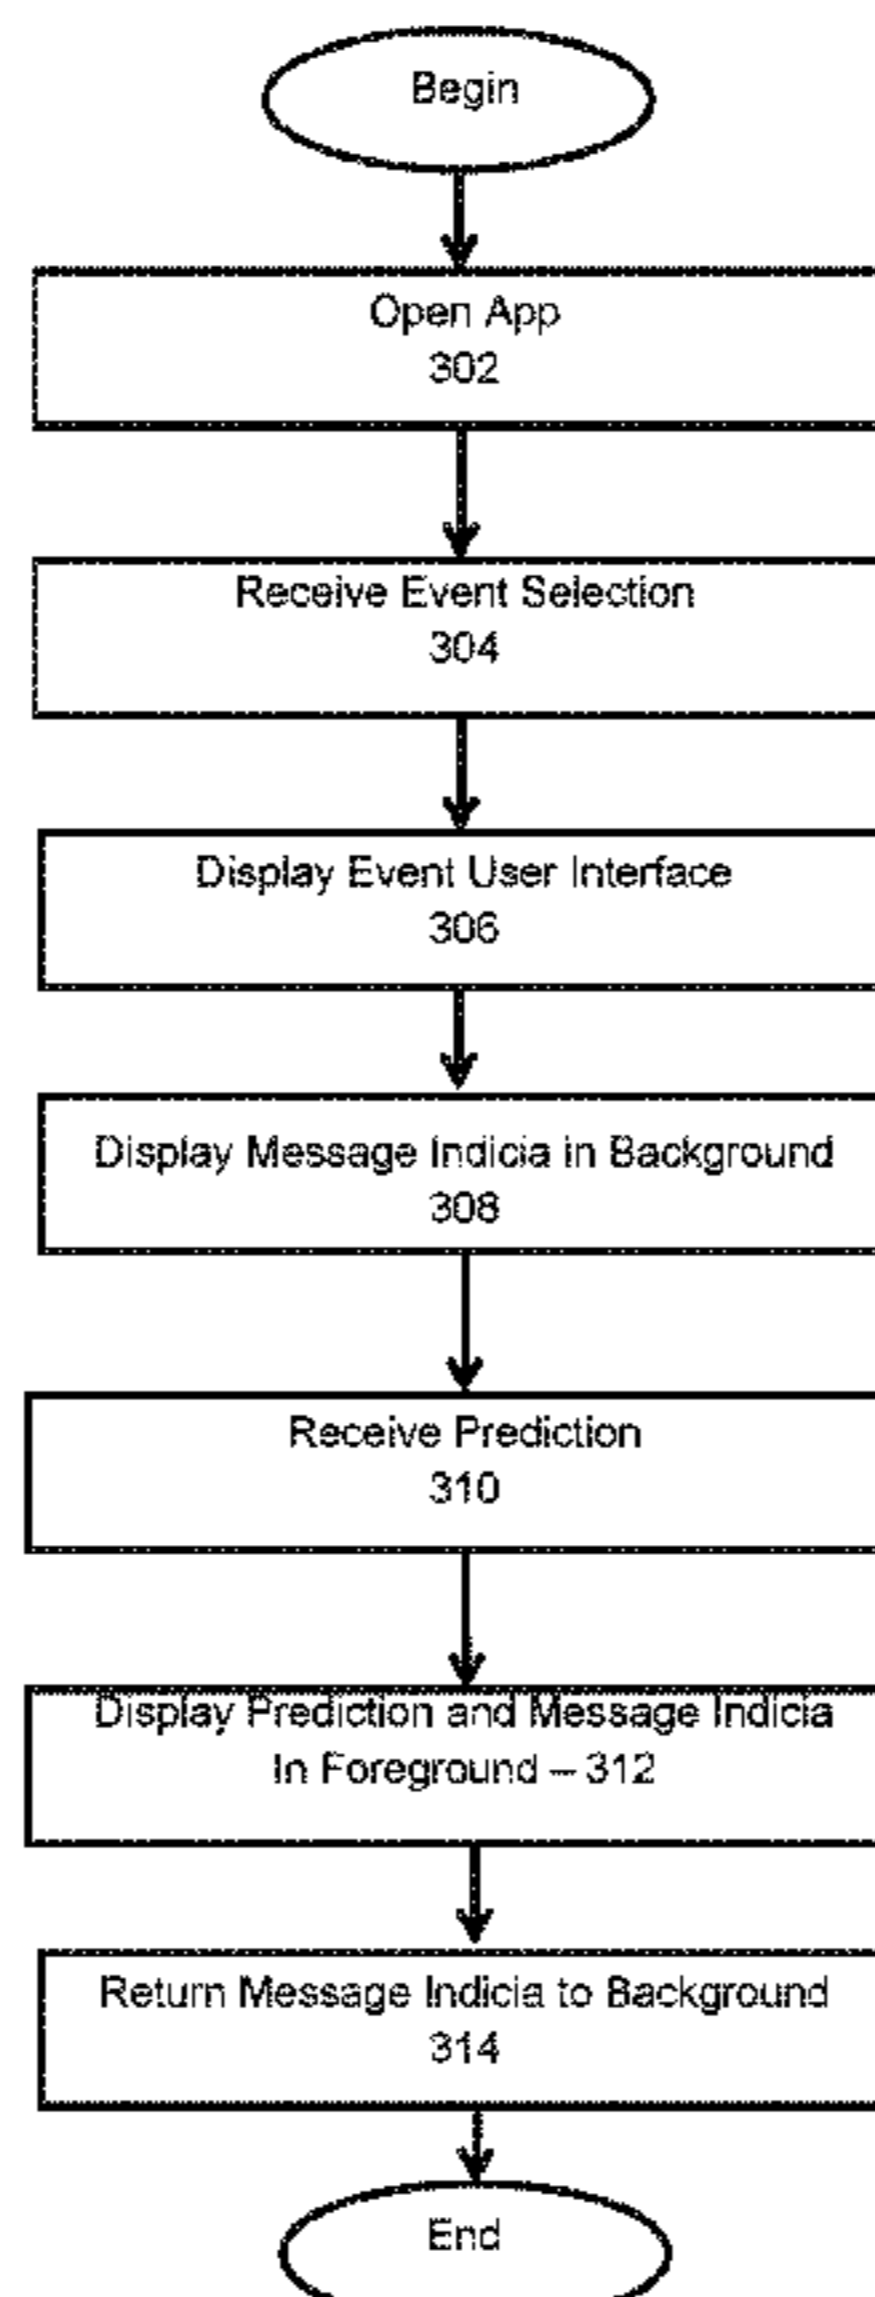 Begin
Open App
302
Receive Event Selection
304
Display Event User Interface
306
Display Message Indicia in Background
308
Receive Prediction
310
Display Prediction and Message Indicia
In Foreground – 312
Return Message Indicia to Background
314
End